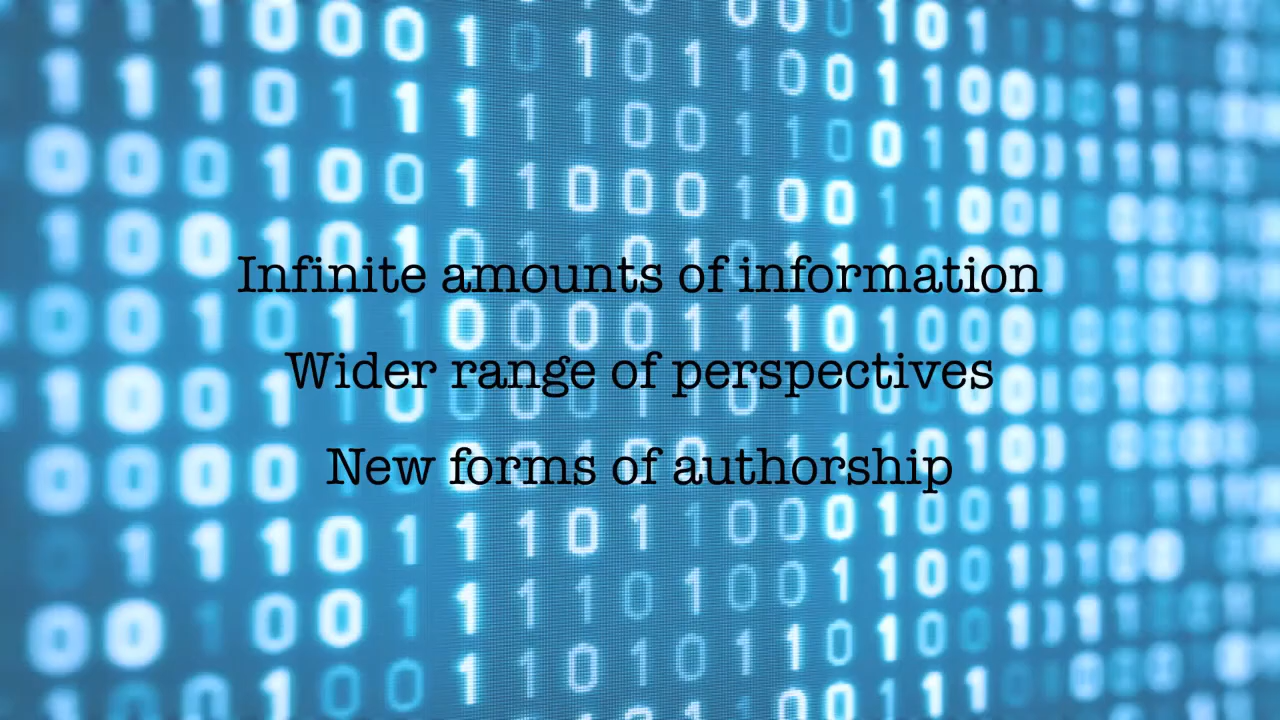 Infinite amounts of information
Wider range of perspectives
New forms of authorship